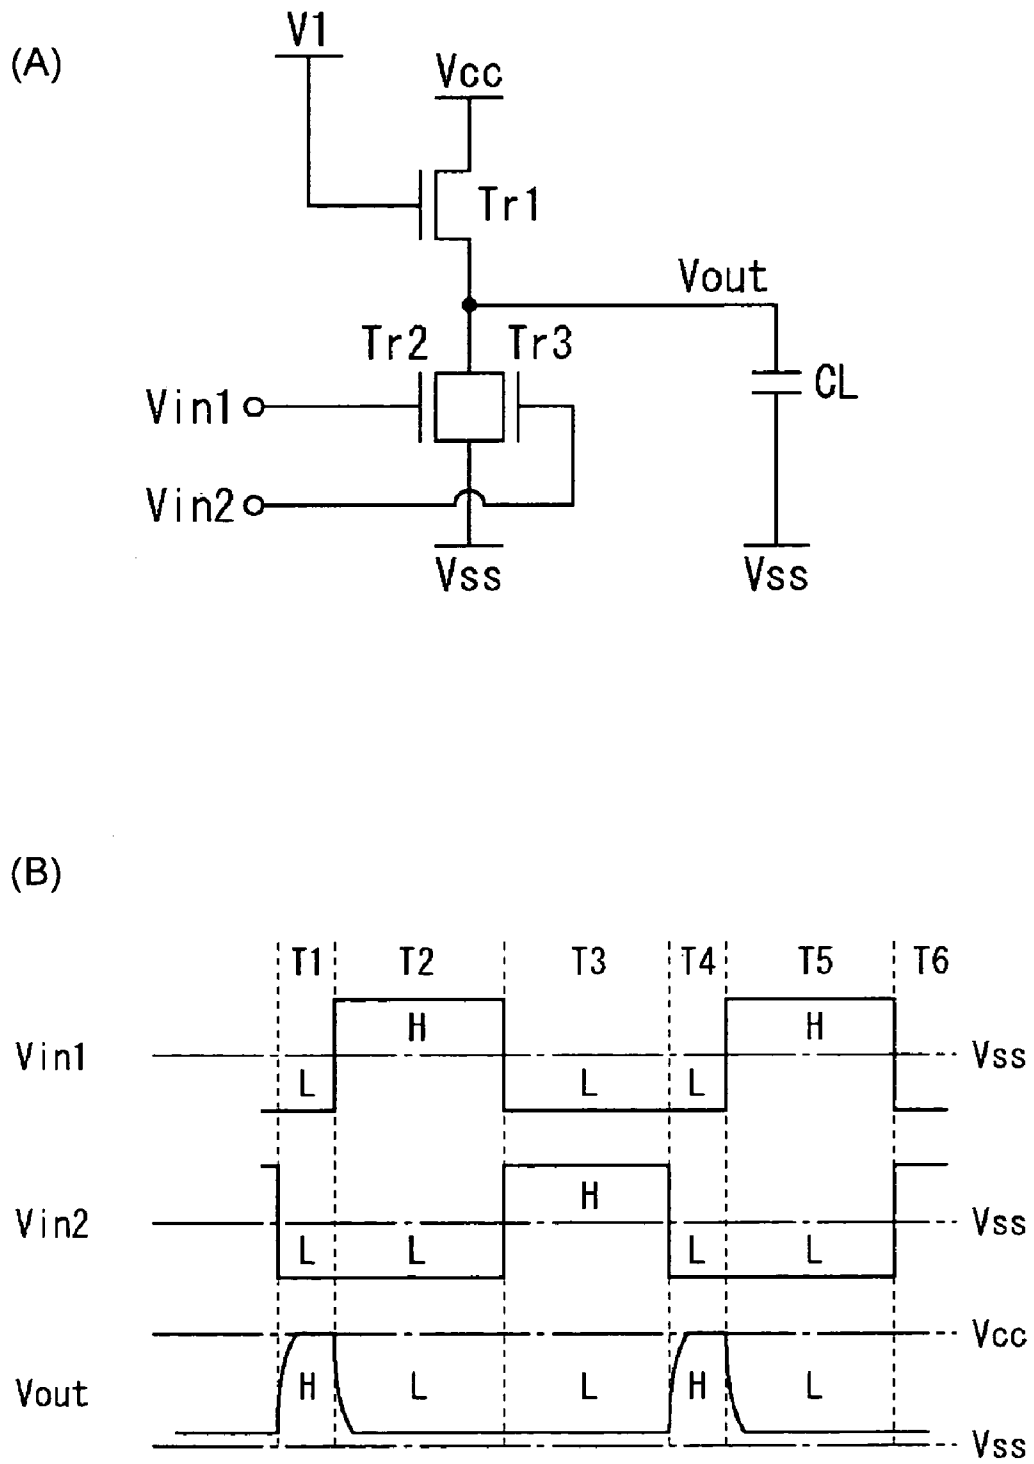 (A)
V1
Vcc
Tr1
Vout
Tr2 Tr3
Vin1
CL
Vin2
Vss Vss
(B)
T1 T2 T3 T4 T5 T6
H H
Vin1 Vss
L L L
H
Vin2 Vss
L L L L
Vcc
Vout H L L H L
Vss